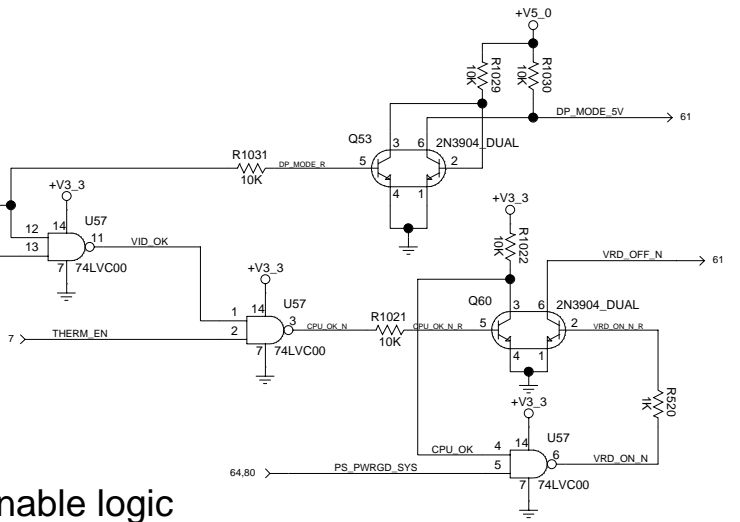 +V5_0
R1029
10K
R1030
10K
DP_MODE_5V
61
Q53
3
6
2N3904_DUAL
R1031
10K
DP_MODE_R
5
2
4
1
+V3_3
U57
12
14
11
13
VID_OK
7
74LVC00
+V3_3
R1022
10K
VRD_OFF_N
61
+V3_3
U57
1
14
3
2
CPU_OK_N
7
74LVC00
7
THERM_EN
R1021
10K
CPU_OK_N_R
Q60
3
6
2N3904_DUAL
5
2
VRD_ON_N_R
4
1
R520
1K
+V3_3
U57
CPU_OK
4
14
6
VRD_ON_N
64,80
PS_PWRGD_SYS
5
7
74LVC00
nable logic